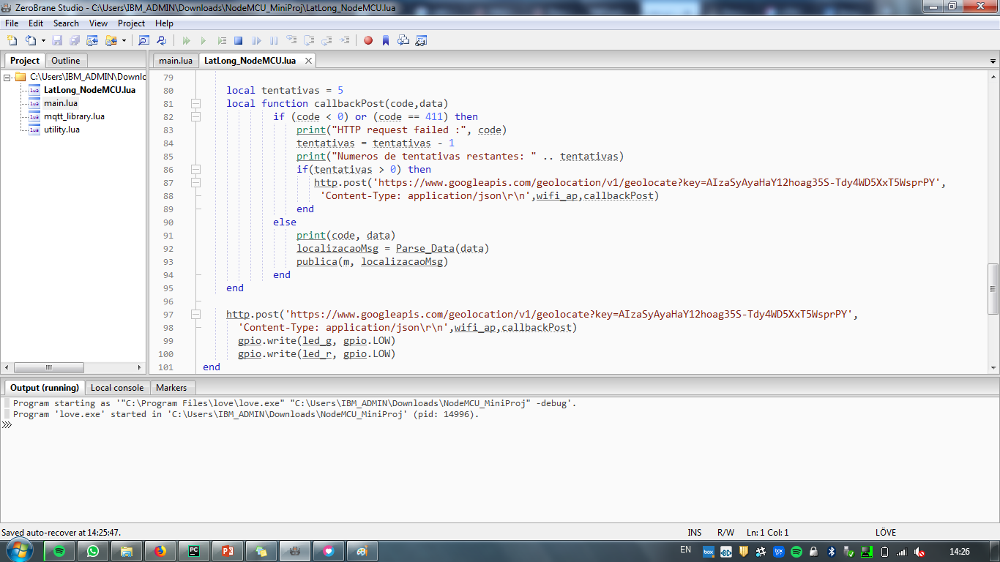 ZeroBrane Studio - C:\Users\IBM_ADMIN\Downloads\NodeMCU_MiniProj\LatLong_NodeMCU.lua
File Edit Search View Project Help
Project Outline
main.lua LatLong_NodeMCU.lua
C:\Users\IBM_ADMIN\Downlo
LatLong_NodeMCU.lua
main.lua
mqtt_library.lua
utility.lua
79
80 local tentativas = 5
81 local function callbackPost(code,data)
82 if (code < 0) or (code == 411) then
83 print("HTTP request failed :", code)
84 tentativas = tentativas - 1
85 print("Numeros de tentativas restantes: " .. tentativas)
86 if(tentativas > 0) then
87 http.post('https://www.googleapis.com/geolocation/v1/geolocate?key=AIzaSyAyaHaY12hoag35S-Tdy4WD5XxT5WsprPY',
88 'Content-Type: application/json\r\n',wifi_ap,callbackPost)
89 end
90 else
91 print(code, data)
92 localizacaoMsg = Parse_Data(data)
93 publica(m, localizacaoMsg)
94 end
95 end
96
97 http.post('https://www.googleapis.com/geolocation/v1/geolocate?key=AIzaSyAyaHaY12hoag35S-Tdy4WD5XxT5WsprPY',
98 'Content-Type: application/json\r\n',wifi_ap,callbackPost)
99 gpio.write(led_g, gpio.LOW)
100 gpio.write(led_r, gpio.LOW)
101 end
Output (running) Local console Markers
Program starting as '"C:\Program Files\love\love.exe" "C:\Users\IBM_ADMIN\Downloads\NodeMCU_MiniProj" -debug'.
Program 'love.exe' started in 'C:\Users\IBM_ADMIN\Downloads\NodeMCU_MiniProj' (pid: 14996).
Saved auto-recover at 14:25:47. INS R/W Ln: 1 Col: 1 LÖVE
EN 14:26